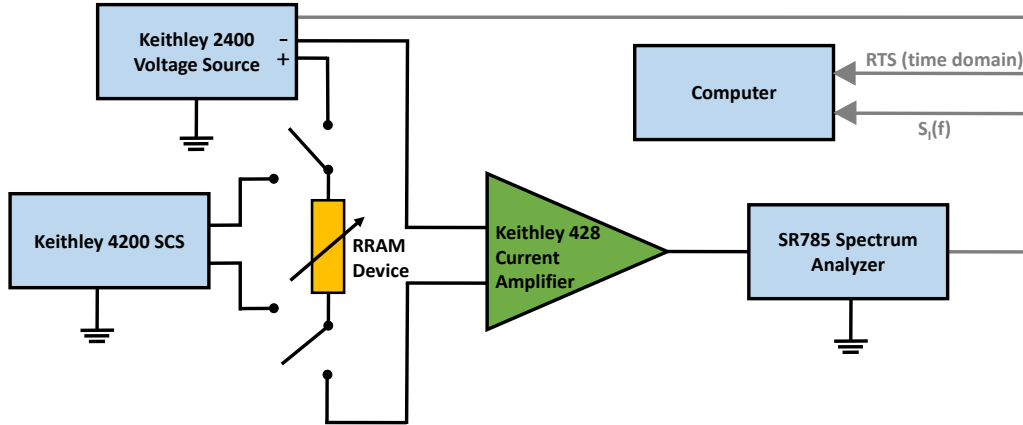 Keithley 2400
Voltage Source
-
+
Computer
RTS (time domain)
SI(f)
Keithley 4200 SCS
RRAM
Device
Keithley 428
Current
Amplifier
SR785 Spectrum
Analyzer